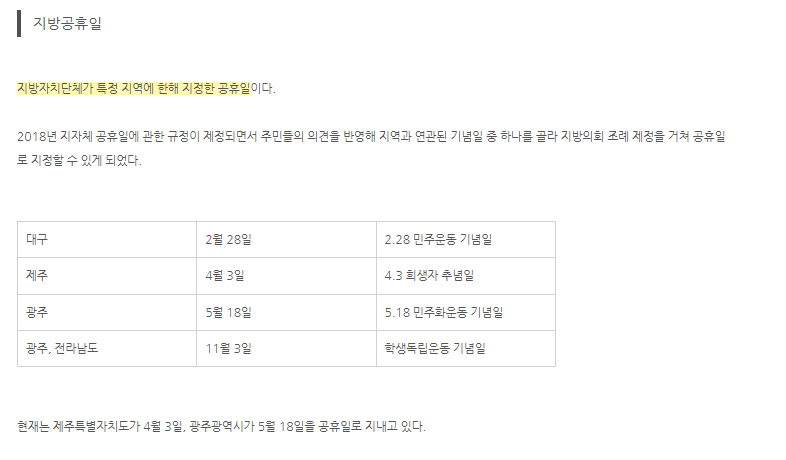 지방공휴일
지방자치단체가 특정 지역에 한해 지정한 공휴일이다.
2018년 지자체 공휴일에 관한 규정이 제정되면서 주민들의 의견을 반영해 지역과 연관된 기념일 중 하나를 골라 지방의회 조례 제정을 거쳐 공휴일
로 지정할 수 있게 되었다.
대구 2월 28일 2.28 민주운동 기념일
제주 4월 3일 4.3 희생자 추념일
광주 5월 18일 5.18 민주화운동 기념일
광주, 전라남도 11월 3일 학생독립운동 기념일
현재는 제주특별자치도가 4월 3일, 광주광역시가 5월 18일을 공휴일로 지내고 있다.